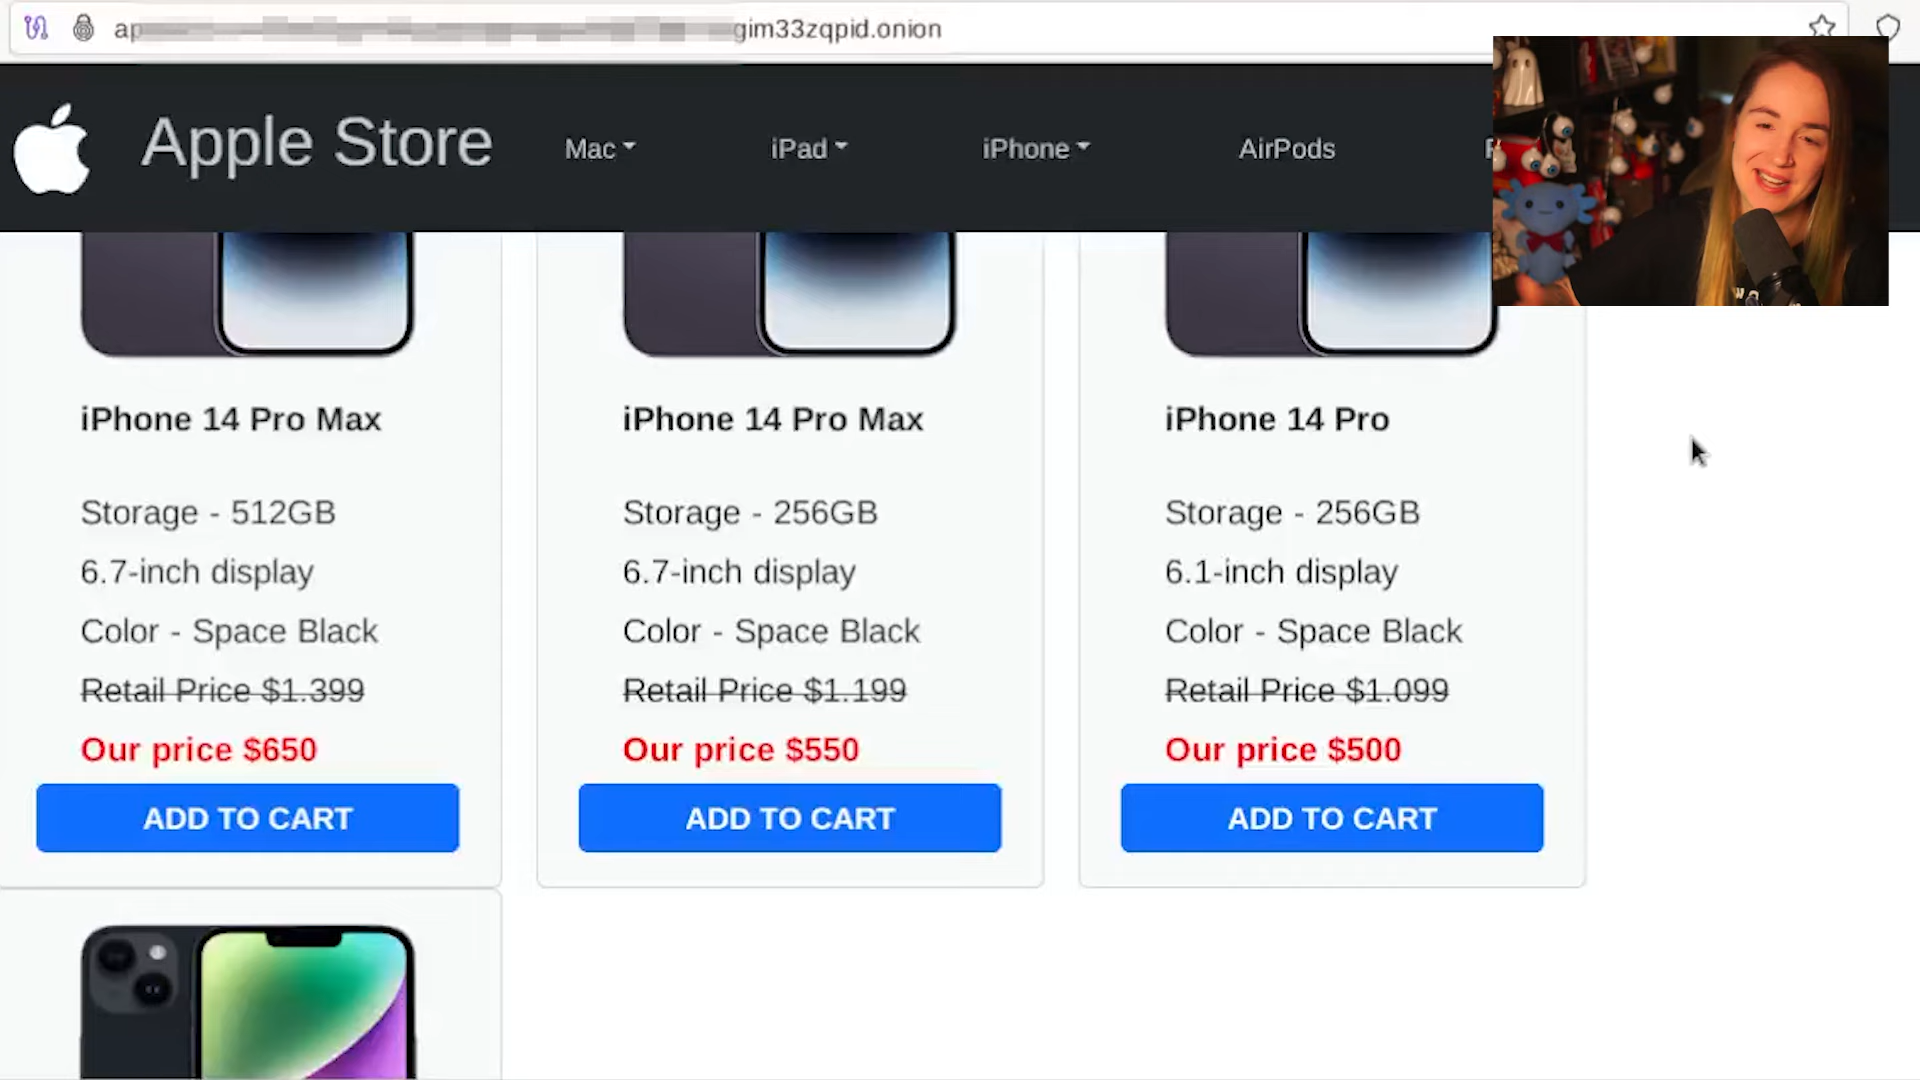 ap gim33zqpid.onion
Apple Store
Mac
iPad
iPhone
AirPods
iPhone 14 Pro Max
Storage - 512GB
6.7-inch display
Color - Space Black
Retail Price $1.399
Our price $650
ADD TO CART
iPhone 14 Pro Max
Storage - 256GB
6.7-inch display
Color - Space Black
Retail Price $1.199
Our price $550
ADD TO CART
iPhone 14 Pro
Storage - 256GB
6.1-inch display
Color - Space Black
Retail Price $1.099
Our price $500
ADD TO CART